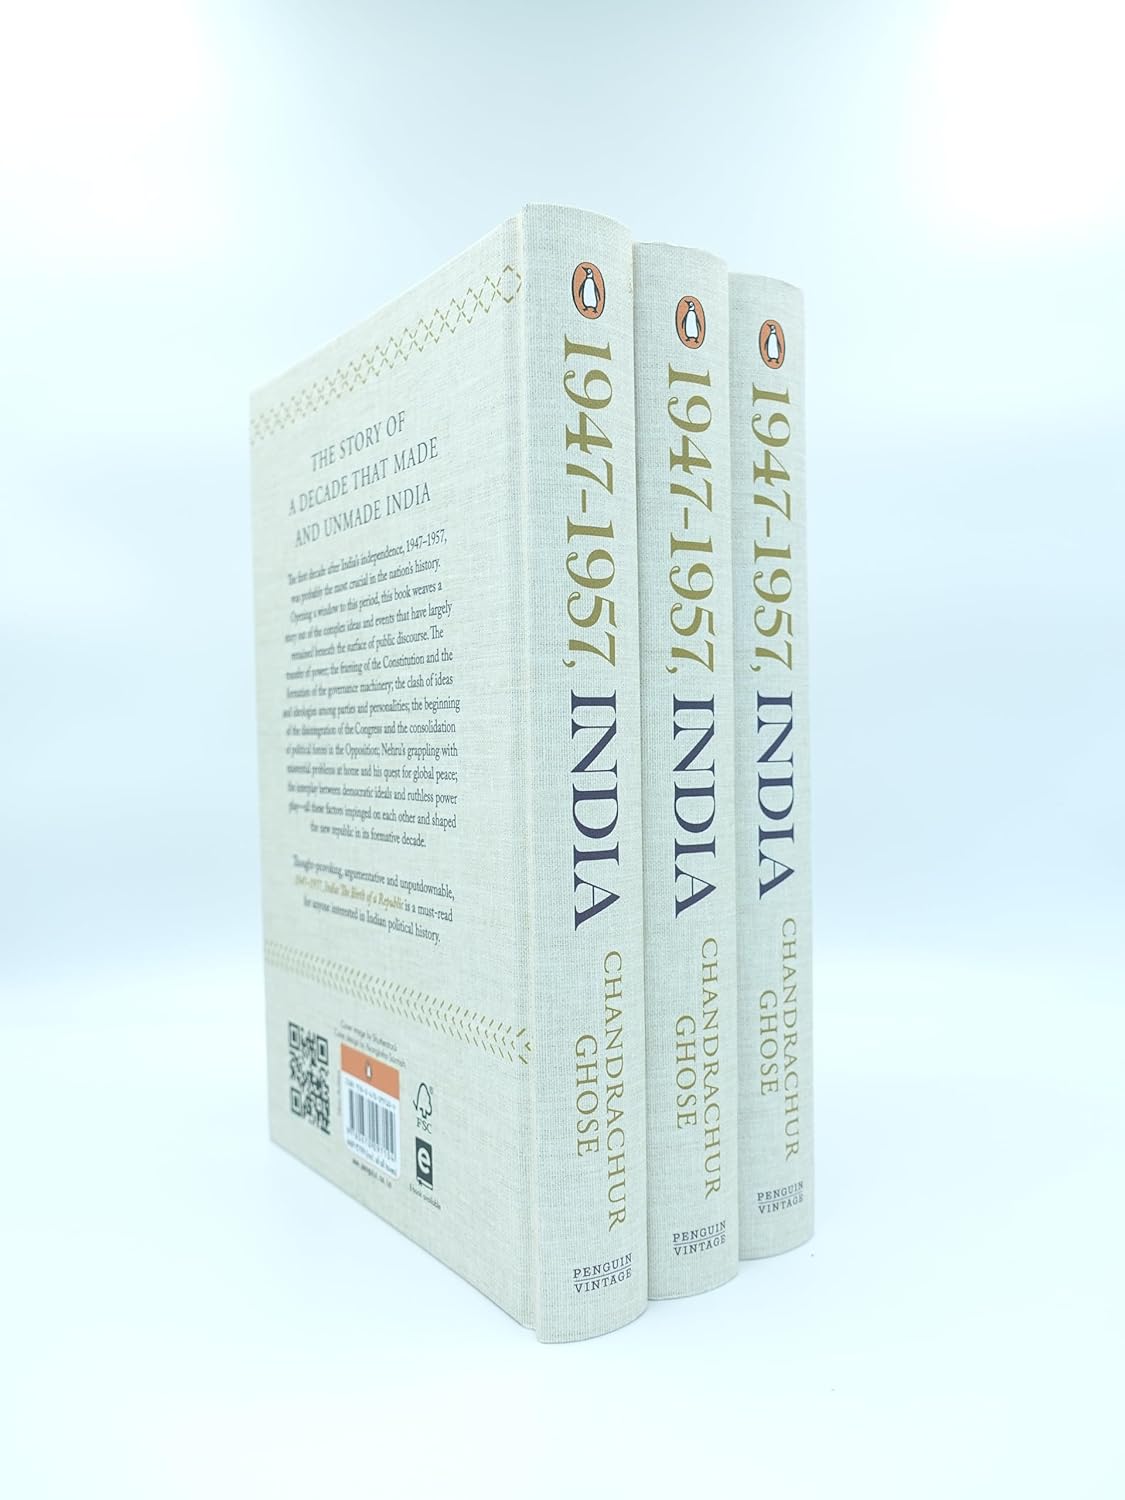 THE STORY OF
A DECADE THAT MADE
AND UNMADE INDIA
The first decade after India's independence, 1947–1957,
was probably the most crucial in the nation's history.
Opening a window to this period, this book weaves a
story out of the complex ideas and events that have largely
remained beneath the surface of public discourse. The
transfer of power; the framing of the Constitution and the
formation of the governance machinery; the clash of ideas
and ideologies among parties and personalities; the beginning
of the disintegration of the Congress and the consolidation
of political forces in the Opposition; Nehru's grappling with
existential problems at home and his quest for global peace;
the interplay between democratic ideals and ruthless power
play—all these factors impinged on each other and shaped
the new republic in its formative decade.
Thought-provoking, argumentative and unputdownable,
1947–1957, India: The Birth of a Republic is a must-read
for anyone interested in Indian political history.
Cover image by Shutterstock
FSC
e
E-book available
1947–1957, INDIA
CHANDRACHUR
GHOSE
PENGUIN
VINTAGE
1947–1957, INDIA
CHANDRACHUR
GHOSE
PENGUIN
VINTAGE
1947–1957, INDIA
CHANDRACHUR
GHOSE
PENGUIN
VINTAGE